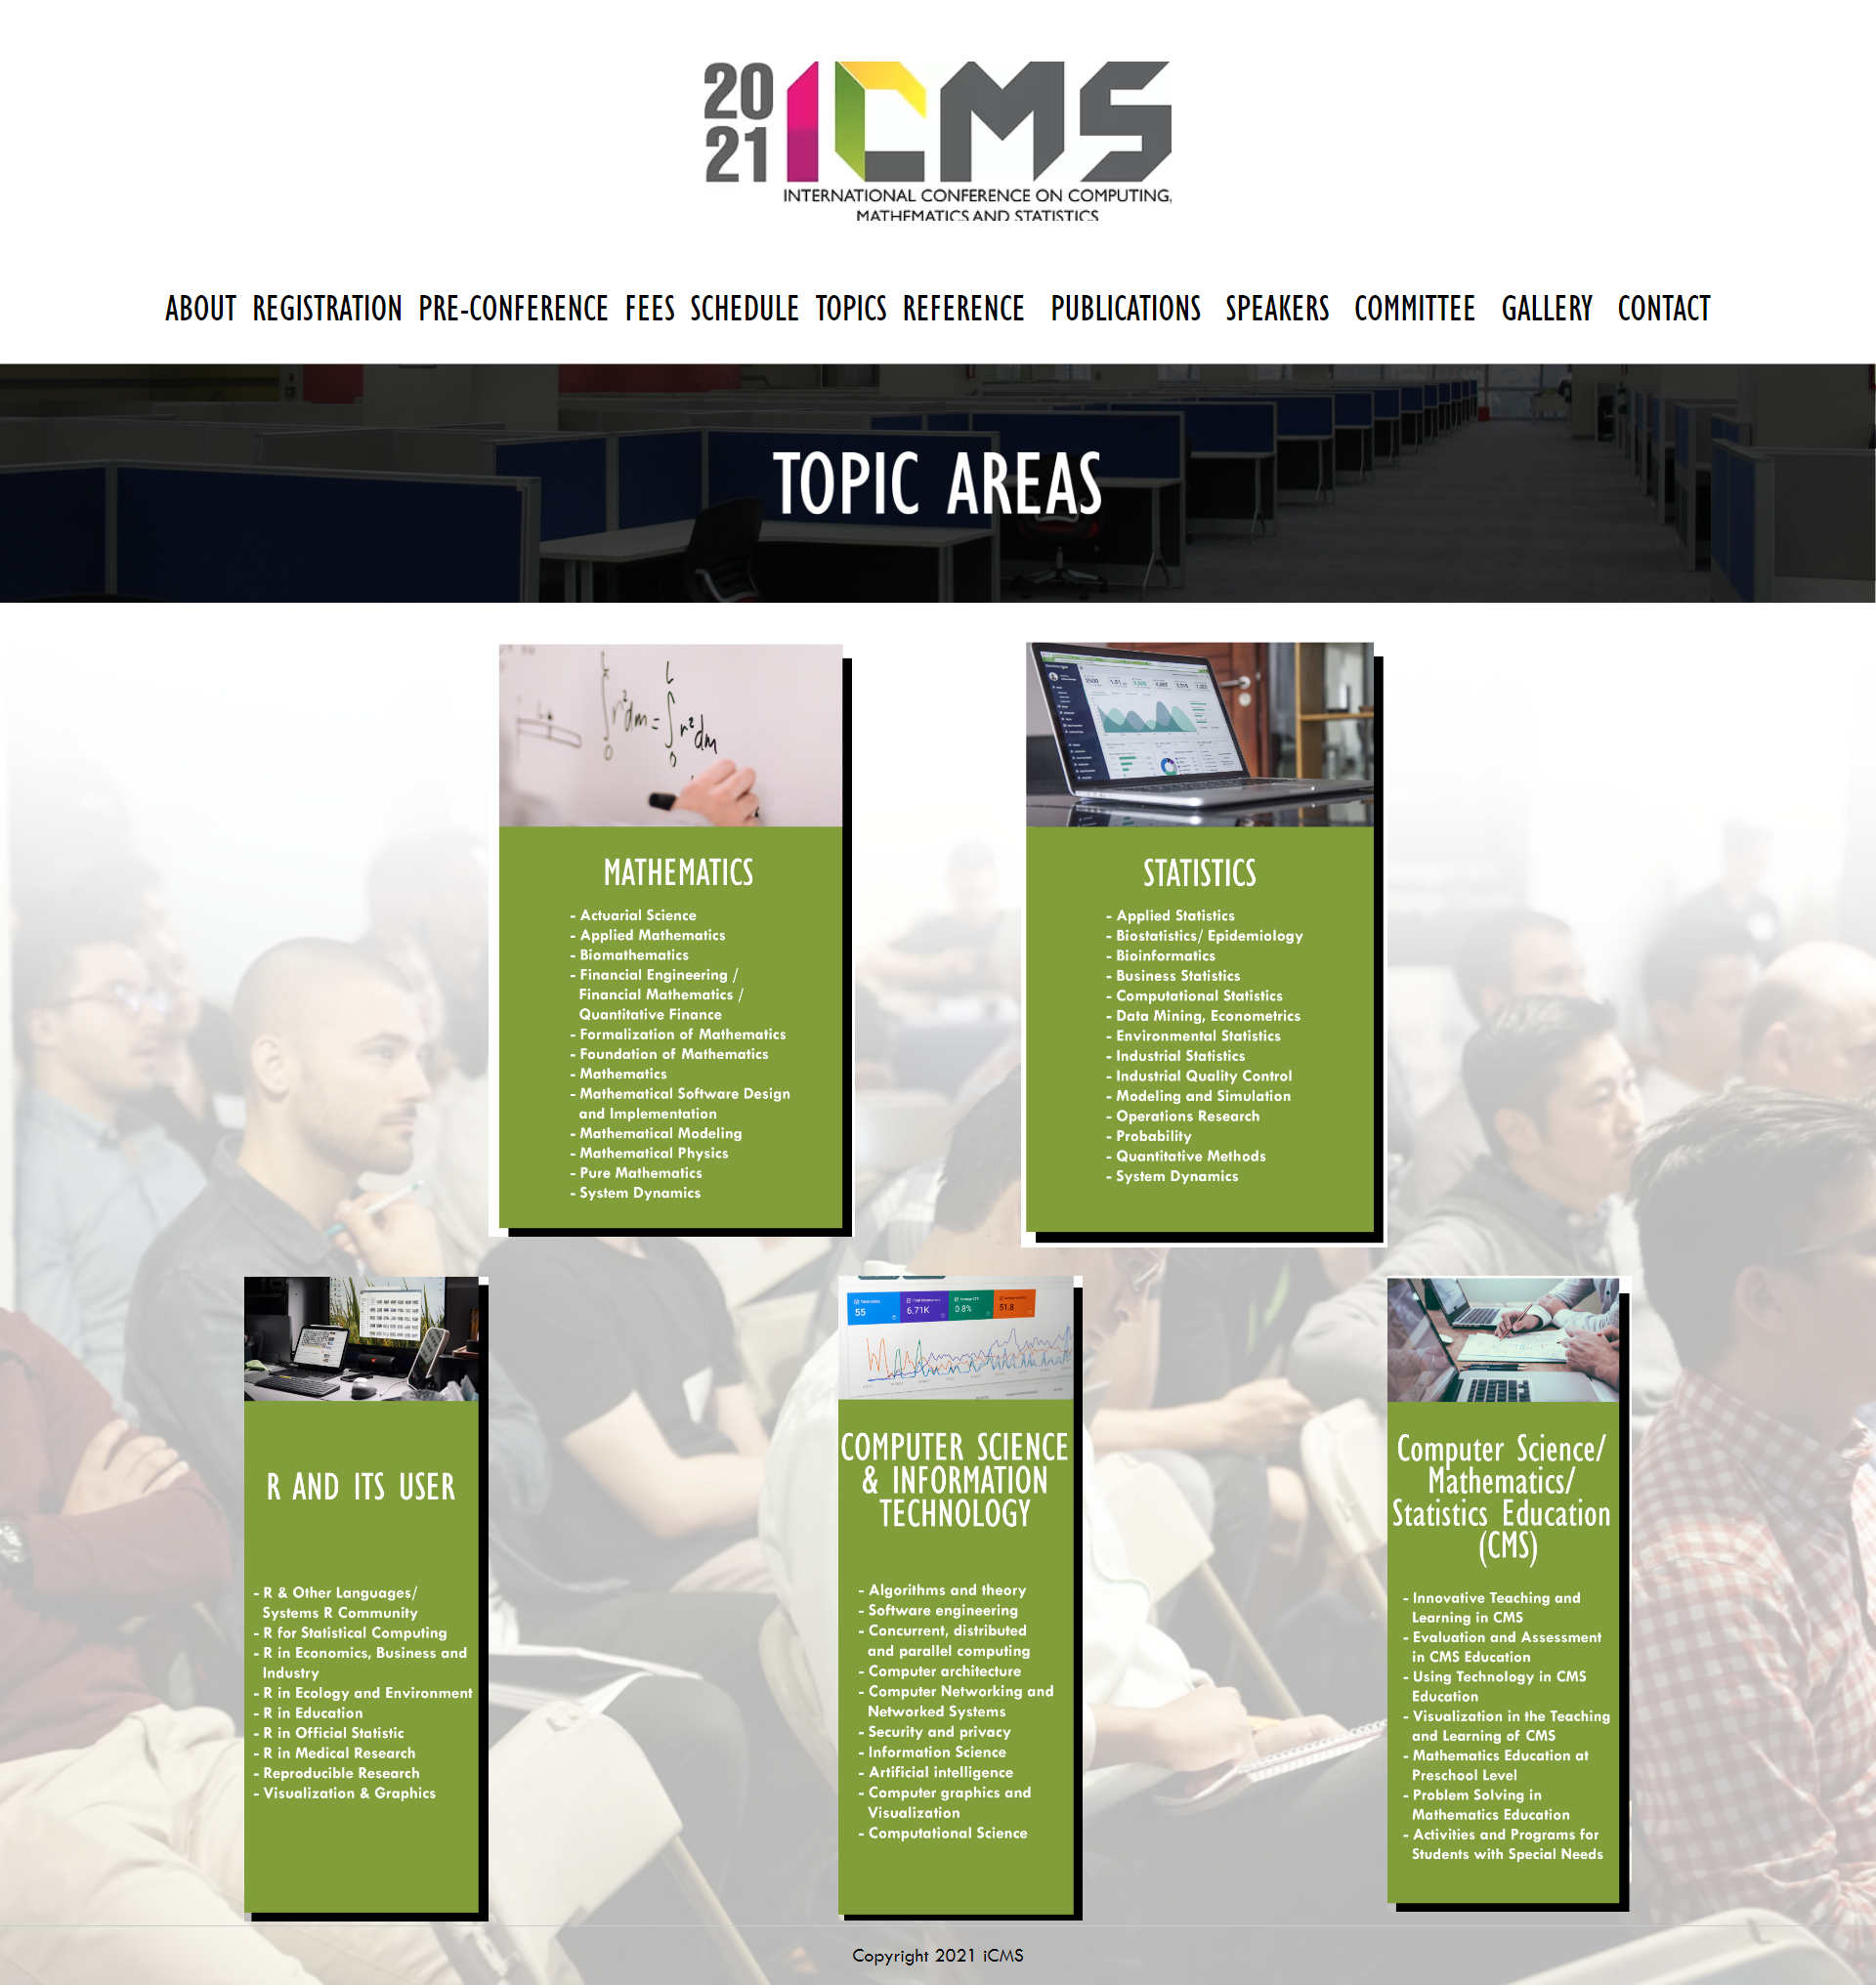 20
21
ICMS
INTERNATIONAL CONFERENCE ON COMPUTING,
MATHEMATICS AND STATISTICS
ABOUT REGISTRATION PRE-CONFERENCE FEES SCHEDULE TOPICS REFERENCE PUBLICATIONS SPEAKERS COMMITTEE GALLERY CONTACT
TOPIC AREAS
MATHEMATICS
- Actuarial Science
- Applied Mathematics
- Biomathematics
- Financial Engineering /
Financial Mathematics /
Quantitative Finance
- Formalization of Mathematics
- Foundation of Mathematics
- Mathematics
- Mathematical Software Design
and Implementation
- Mathematical Modeling
- Mathematical Physics
- Pure Mathematics
- System Dynamics
STATISTICS
- Applied Statistics
- Biostatistics/ Epidemiology
- Bioinformatics
- Business Statistics
- Computational Statistics
- Data Mining, Econometrics
- Environmental Statistics
- Industrial Statistics
- Industrial Quality Control
- Modeling and Simulation
- Operations Research
- Probability
- Quantitative Methods
- System Dynamics
R AND ITS USER
- R & Other Languages/
Systems R Community
- R for Statistical Computing
- R in Economics, Business and
Industry
- R in Ecology and Environment
- R in Education
- R in Official Statistic
- R in Medical Research
- Reproducible Research
- Visualization & Graphics
55
6.71K
0.8%
51.8
COMPUTER SCIENCE
& INFORMATION
TECHNOLOGY
- Algorithms and theory
- Software engineering
- Concurrent, distributed
and parallel computing
- Computer architecture
- Computer Networking and
Networked Systems
- Security and privacy
- Information Science
- Artificial intelligence
- Computer graphics and
Visualization
- Computational Science
Computer Science/
Mathematics/
Statistics Education
(CMS)
- Innovative Teaching and
Learning in CMS
- Evaluation and Assessment
in CMS Education
- Using Technology in CMS
Education
- Visualization in the Teaching
and Learning of CMS
- Mathematics Education at
Preschool Level
- Problem Solving in
Mathematics Education
- Activities and Programs for
Students with Special Needs
Copyright 2021 iCMS